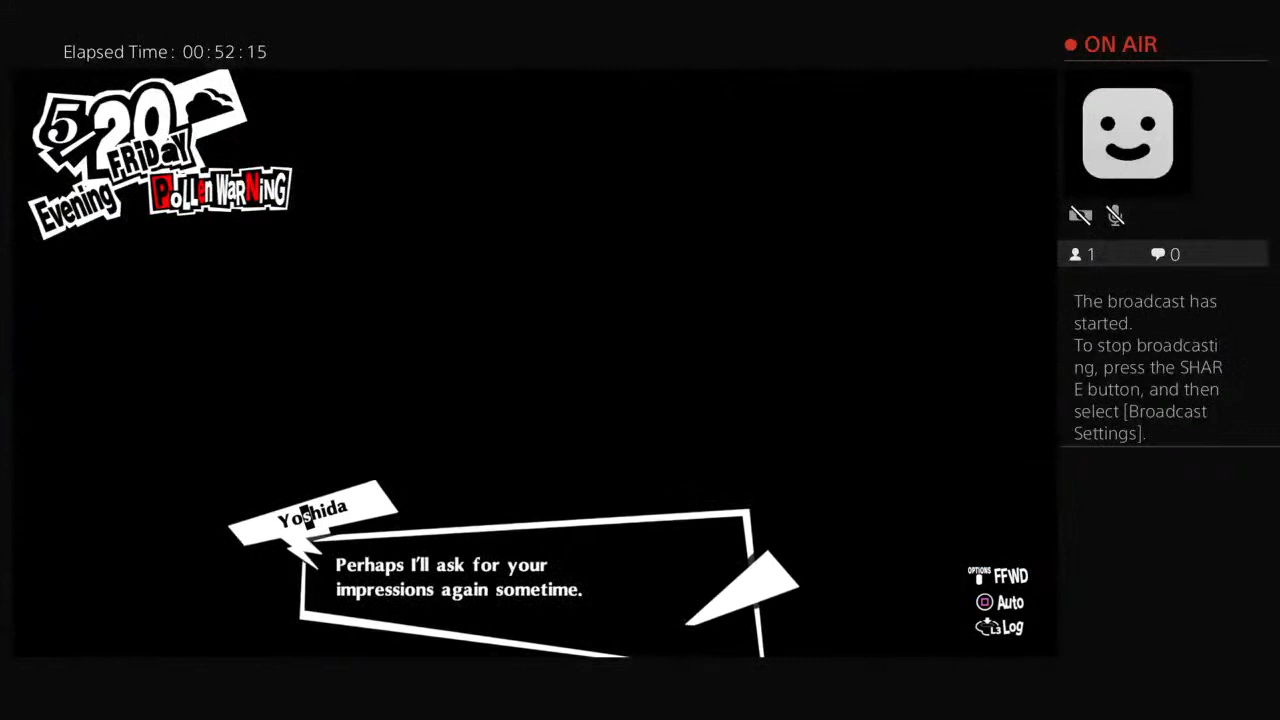 Elapsed Time: 00:52:15
ON AIR
5 20
FRiDaY
Evening
PoLLen WaRNiNG
1
0
The broadcast has
started.
To stop broadcasti
ng, press the SHAR
E button, and then
select [Broadcast
Settings].
Yoshida
Perhaps I'll ask for your
impressions again sometime.
OPTIONS FFWD
Auto
L3 Log